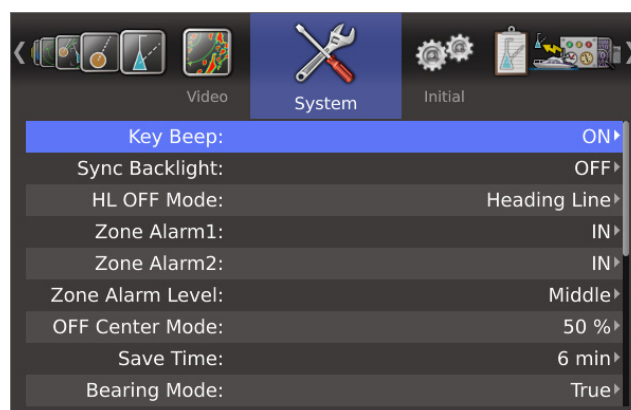 Video
System
Initial
Key Beep: ON
Sync Backlight: OFF
HL OFF Mode: Heading Line
Zone Alarm1: IN
Zone Alarm2: IN
Zone Alarm Level: Middle
OFF Center Mode: 50 %
Save Time: 6 min
Bearing Mode: True